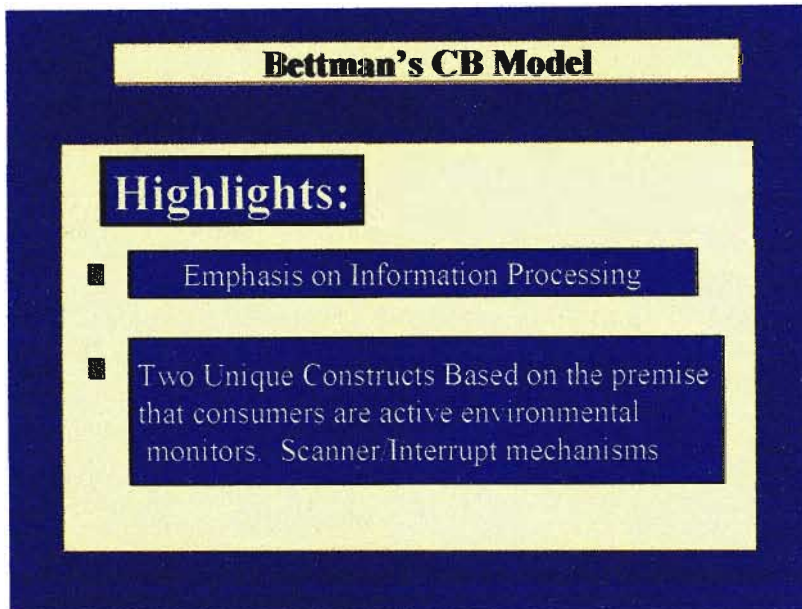 Bettman's CB Model
Highlights:
Emphasis on Information Processing
Two Unique Constructs Based on the premise
that consumers are active environmental
monitors. Scanner/Interrupt mechanisms